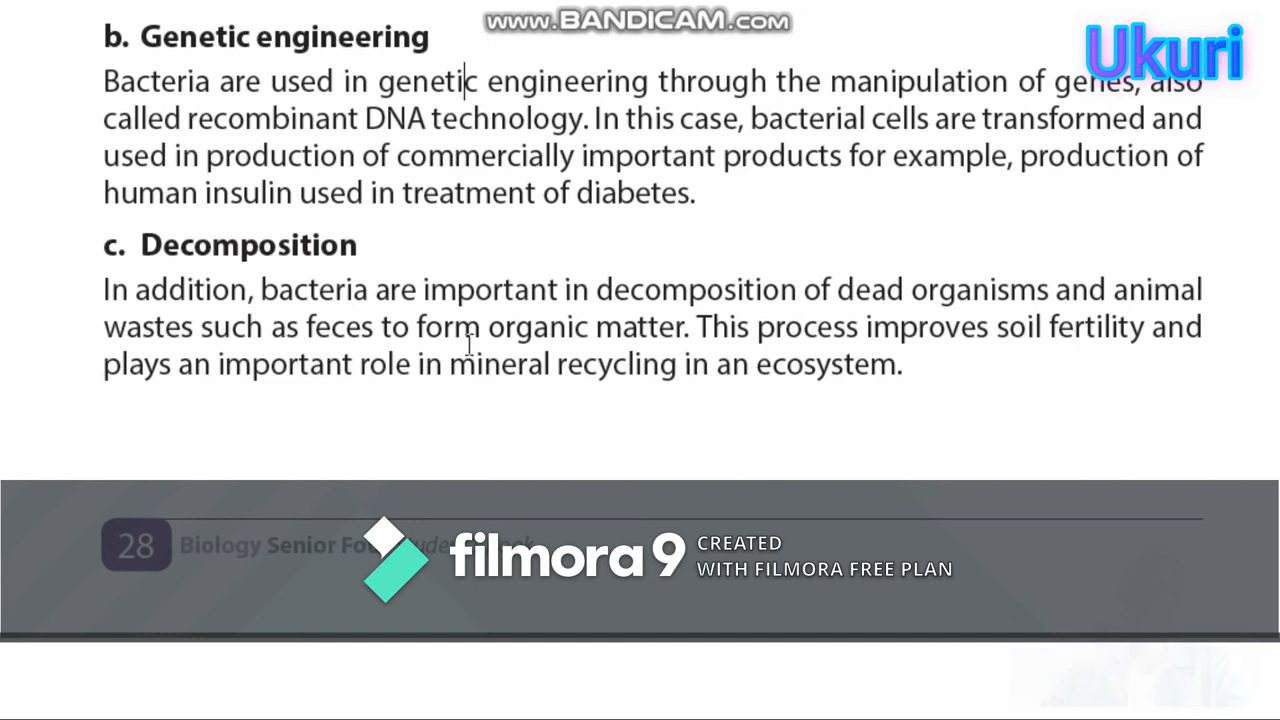 www.BANDICAM.com
Ukuri
b. Genetic engineering
Bacteria are used in genetic engineering through the manipulation of genes, also
called recombinant DNA technology. In this case, bacterial cells are transformed and
used in production of commercially important products for example, production of
human insulin used in treatment of diabetes.
c. Decomposition
In addition, bacteria are important in decomposition of dead organisms and animal
wastes such as feces to form organic matter. This process improves soil fertility and
plays an important role in mineral recycling in an ecosystem.
28 Biology Senior
filmora 9 CREATED
WITH FILMORA FREE PLAN